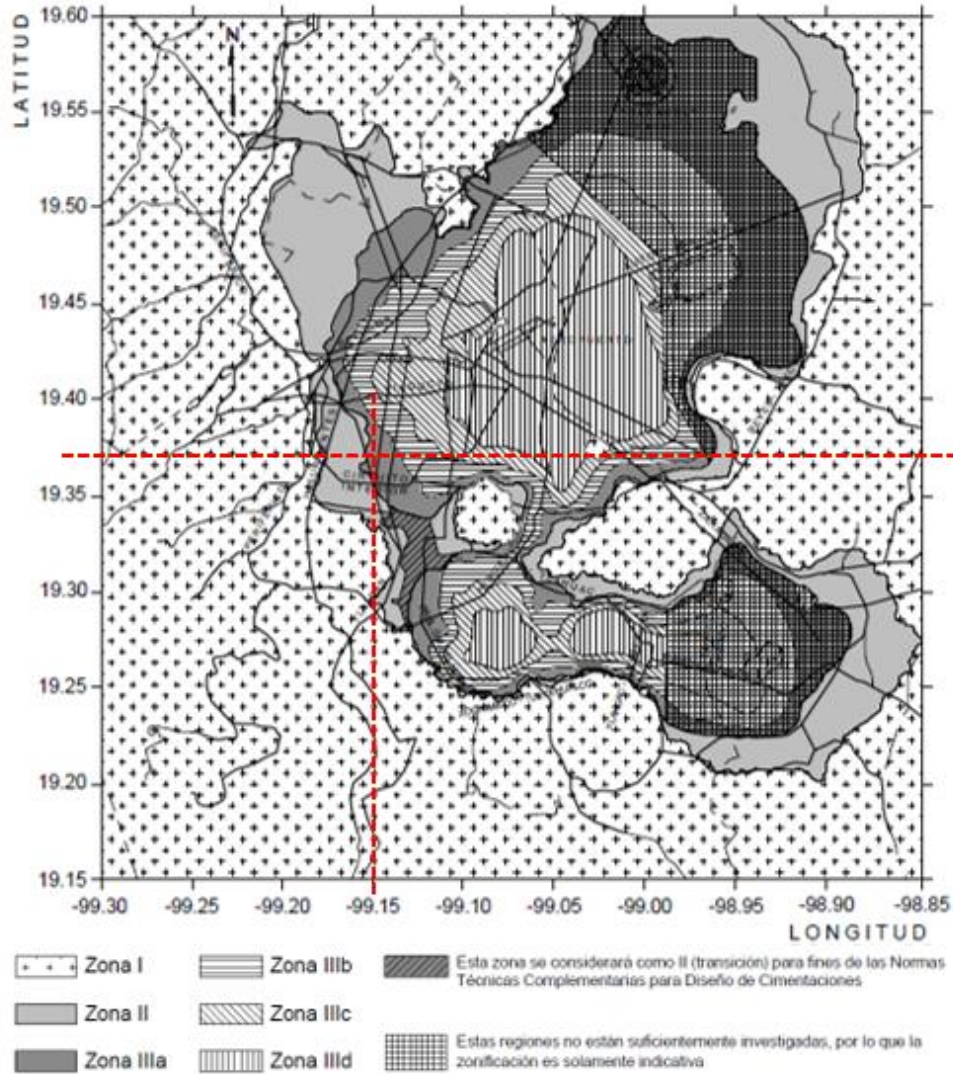 LATITUD
19.60
19.55
19.50
19.45
19.40
19.35
19.30
19.25
19.20
19.15
N
CIRCUITO
INTERIOR
-99.30 -99.25 -99.20 -99.15 -99.10 -99.05 -99.00 -98.95 -98.90 -98.85
LONGITUD
Zona I
Zona II
Zona IIIa
Zona IIIb
Zona IIIc
Zona IIId
Esta zona se considerará como II (transición) para fines de las Normas
Técnicas Complementarias para Diseño de Cimentaciones
Estas regiones no están suficientemente investigadas, por lo que la
zonificación es solamente indicativa